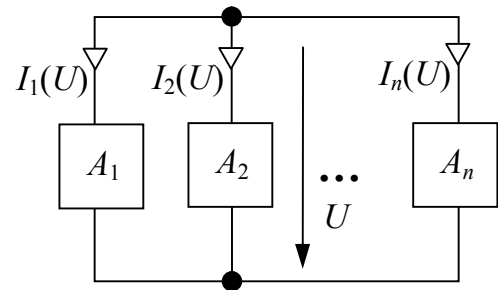 I₁(U) I₂(U) Iₙ(U)
A₁ A₂ ... Aₙ
U